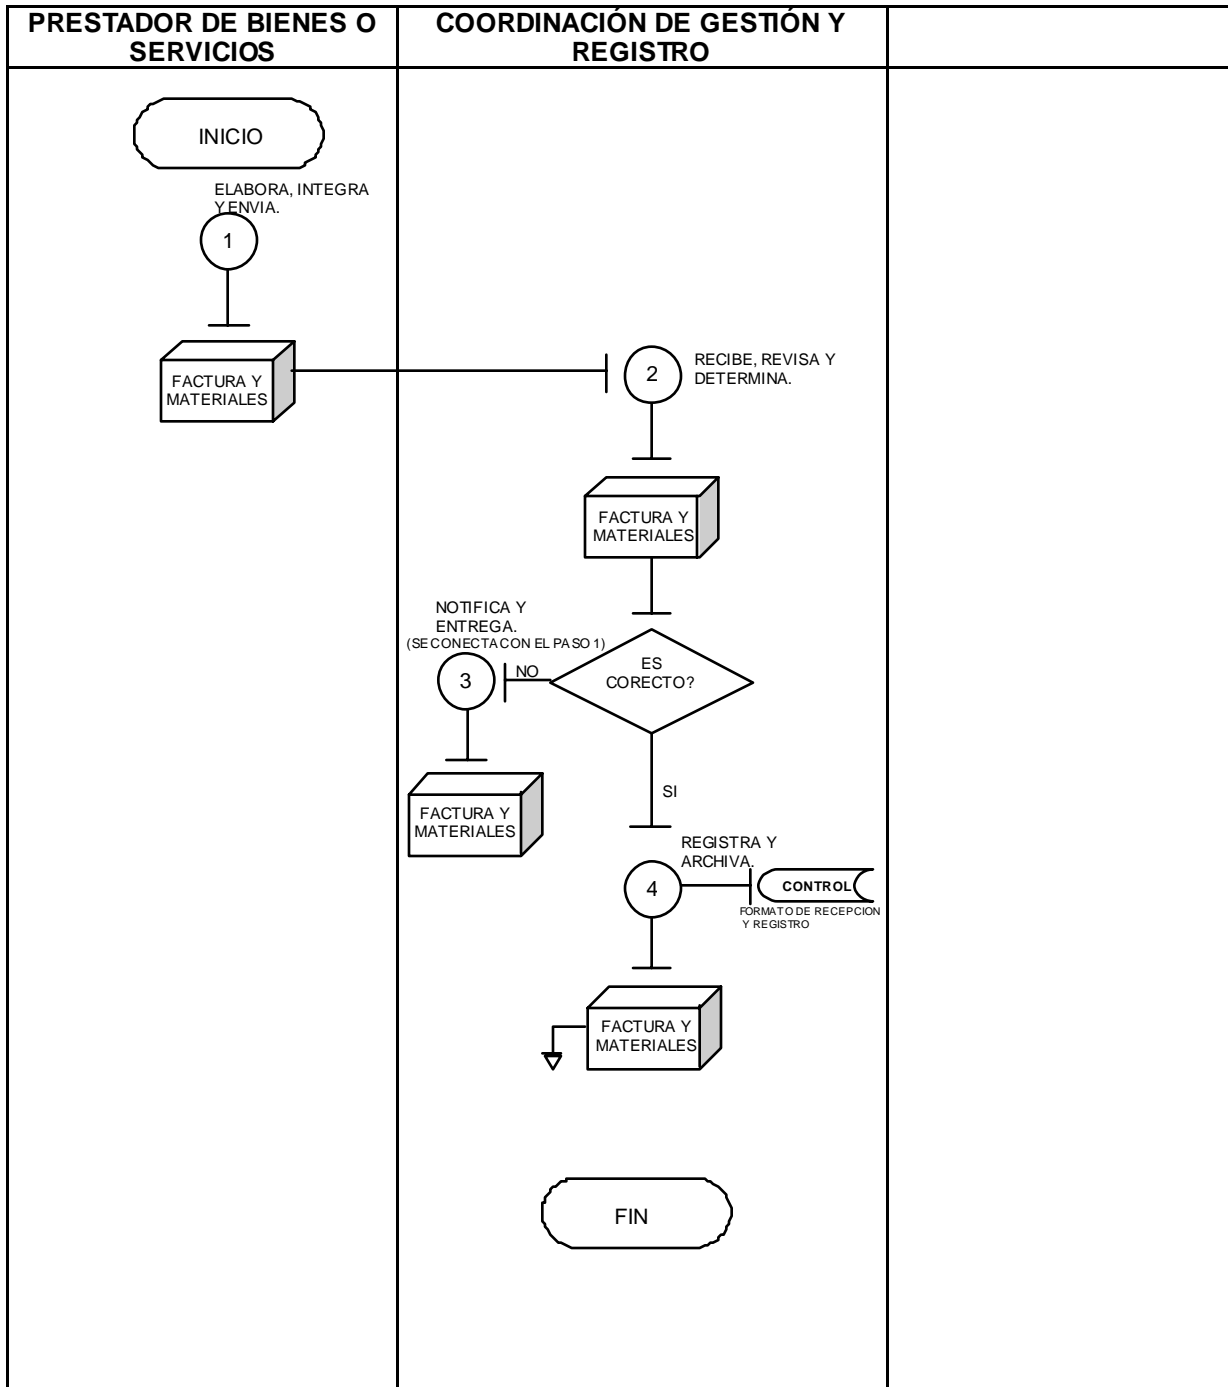 PRESTADOR DE BIENES O
SERVICIOS
COORDINACIÓN DE GESTIÓN Y
REGISTRO
INICIO
ELABORA, INTEGRA
Y ENVIA.
1
FACTURA Y
MATERIALES
2
RECIBE, REVISA Y
DETERMINA.
FACTURA Y
MATERIALES
NOTIFICA Y
ENTREGA.
(SE CONECTA CON EL PASO 1)
3
NO
ES
CORECTO?
FACTURA Y
MATERIALES
SI
REGISTRA Y
ARCHIVA.
4
CONTROL
FORMATO DE RECEPCION
Y REGISTRO
FACTURA Y
MATERIALES
FIN